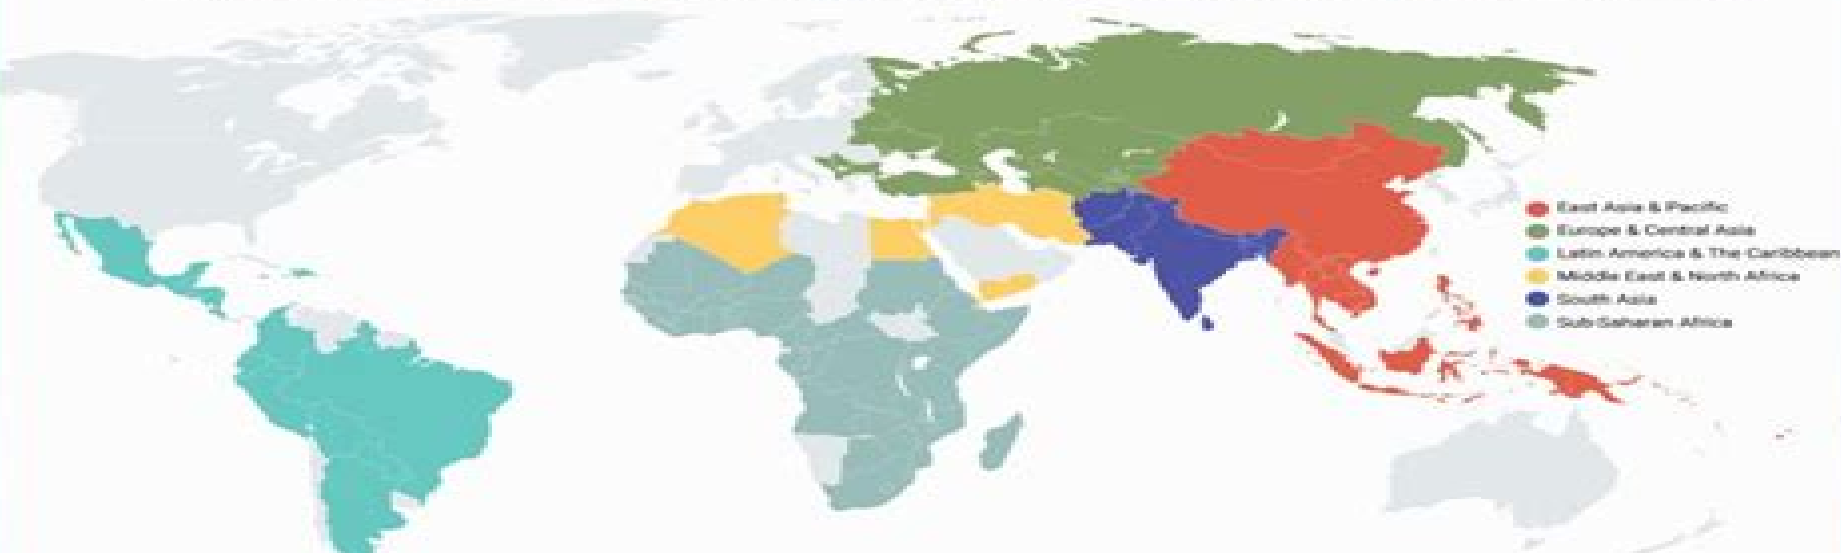 East Asia & Pacific
Europe & Central Asia
Latin America & The Caribbean
Middle East & North Africa
South Asia
Sub-Saharan Africa